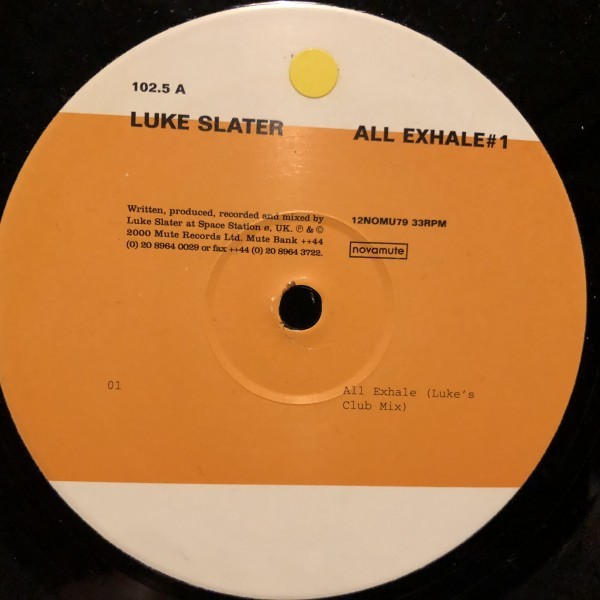 102.5 A
LUKE SLATER
ALL EXHALE#1
Written, produced, recorded and mixed by
Luke Slater at Space Station ø, UK. ℗ & ©
2000 Mute Records Ltd. Mute Bank ++44
(0) 20 8964 0029 or fax ++44 (0) 20 8964 3722.
12NOMU79 33RPM
novamute
01
All Exhale (Luke's
Club Mix)